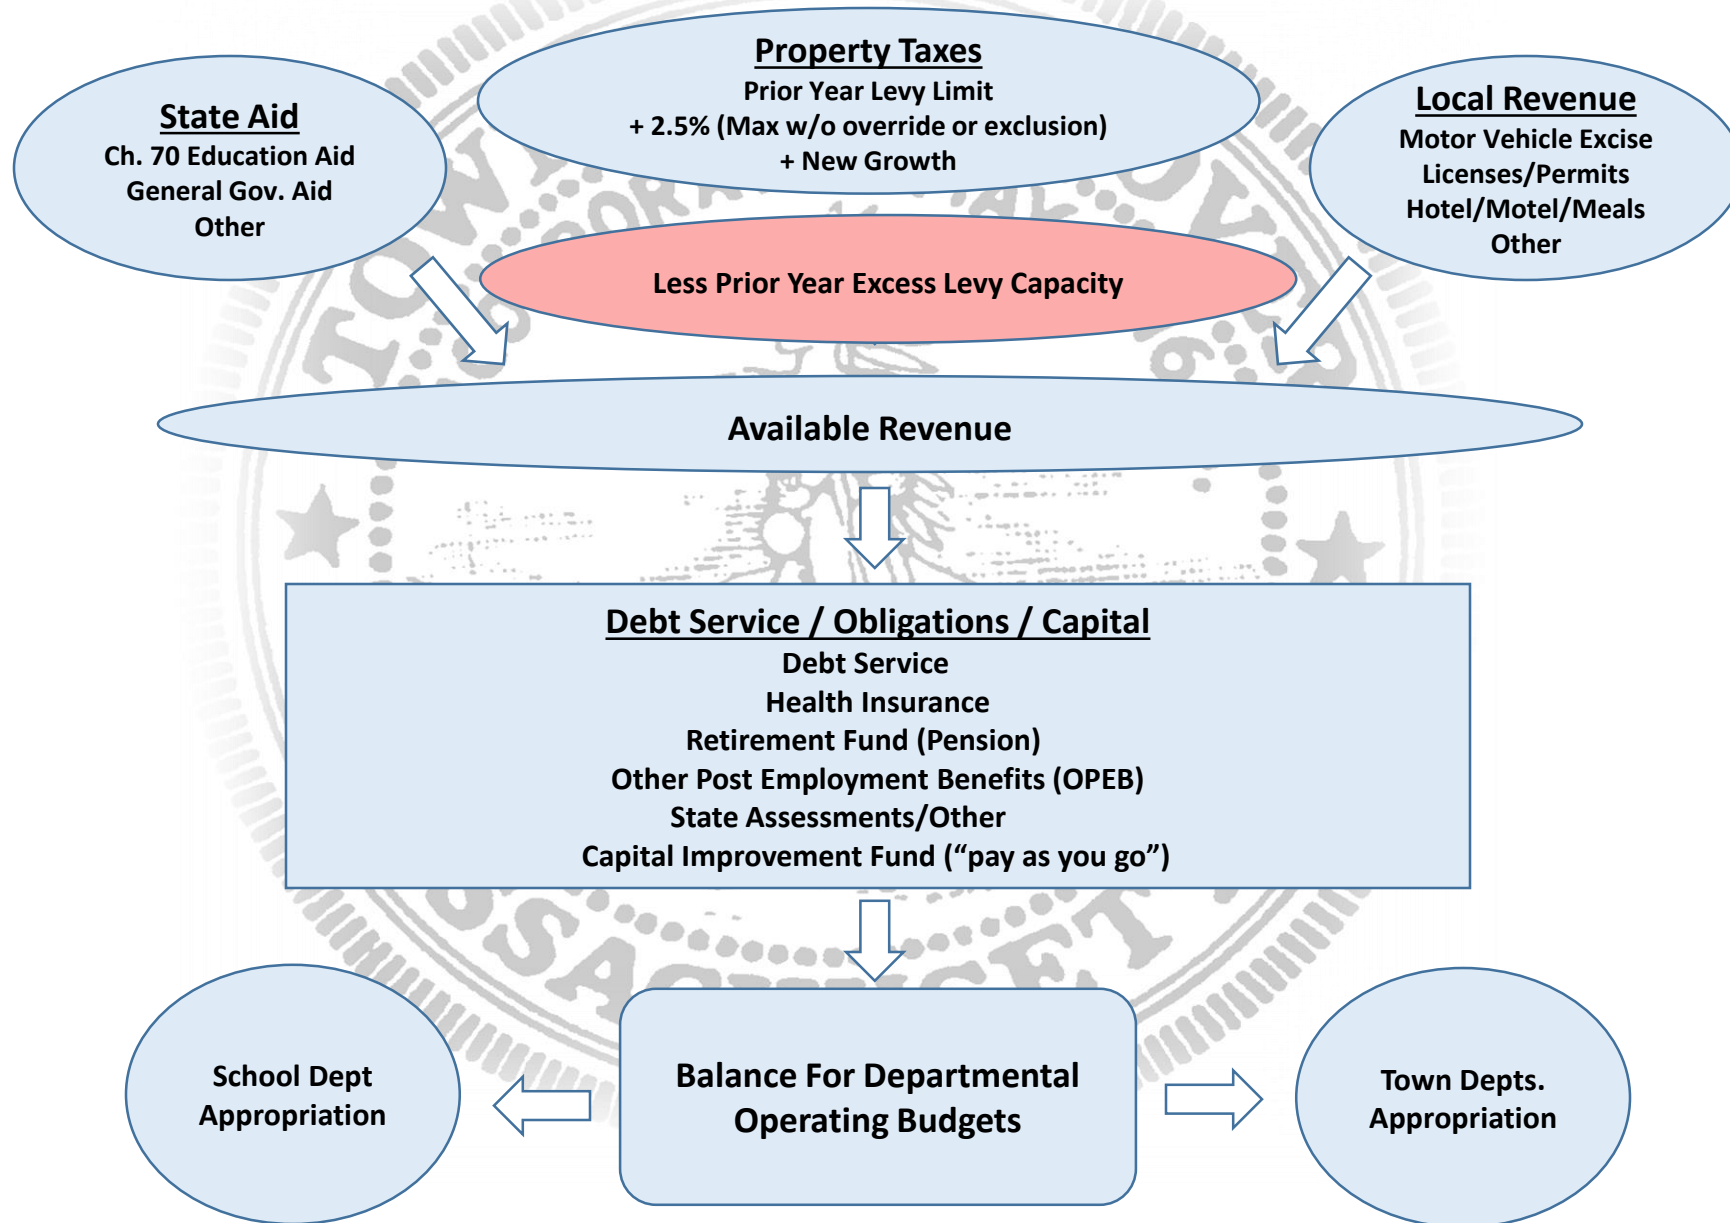 Property Taxes
Prior Year Levy Limit
+ 2.5% (Max w/o override or exclusion)
+ New Growth
State Aid
Ch. 70 Education Aid
General Gov. Aid
Other
Local Revenue
Motor Vehicle Excise
Licenses/Permits
Hotel/Motel/Meals
Other
Less Prior Year Excess Levy Capacity
Available Revenue
Debt Service / Obligations / Capital
Debt Service
Health Insurance
Retirement Fund (Pension)
Other Post Employment Benefits (OPEB)
State Assessments/Other
Capital Improvement Fund (“pay as you go”)
School Dept
Appropriation
Balance For Departmental
Operating Budgets
Town Depts.
Appropriation